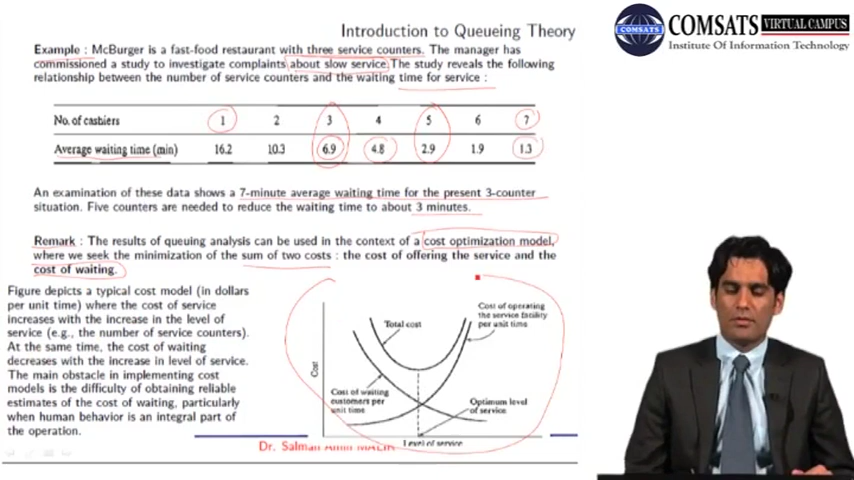 Introduction to Queueing Theory
COMSATS VIRTUAL CAMPUS
Institute Of Information Technology
Example : McBurger is a fast-food restaurant with three service counters. The manager has
commissioned a study to investigate complaints about slow service. The study reveals the following
relationship between the number of service counters and the waiting time for service :
No. of cashiers 1 2 3 4 5 6 7
Average waiting time (min) 16.2 10.3 6.9 4.8 2.9 1.9 1.3
An examination of these data shows a 7-minute average waiting time for the present 3-counter
situation. Five counters are needed to reduce the waiting time to about 3 minutes.
Remark : The results of queuing analysis can be used in the context of a cost optimization model,
where we seek the minimization of the sum of two costs : the cost of offering the service and the
cost of waiting.
Figure depicts a typical cost model (in dollars
per unit time) where the cost of service
increases with the increase in the level of
service (e.g., the number of service counters).
At the same time, the cost of waiting
decreases with the increase in level of service.
The main obstacle in implementing cost
models is the difficulty of obtaining reliable
estimates of the cost of waiting, particularly
when human behavior is an integral part of
the operation.
Cost
Total cost
Cost of operating
the service facility
per unit time
Cost of waiting
customers per
unit time
Optimum level
of service
Level of service
Dr. Salman Amin MALIK